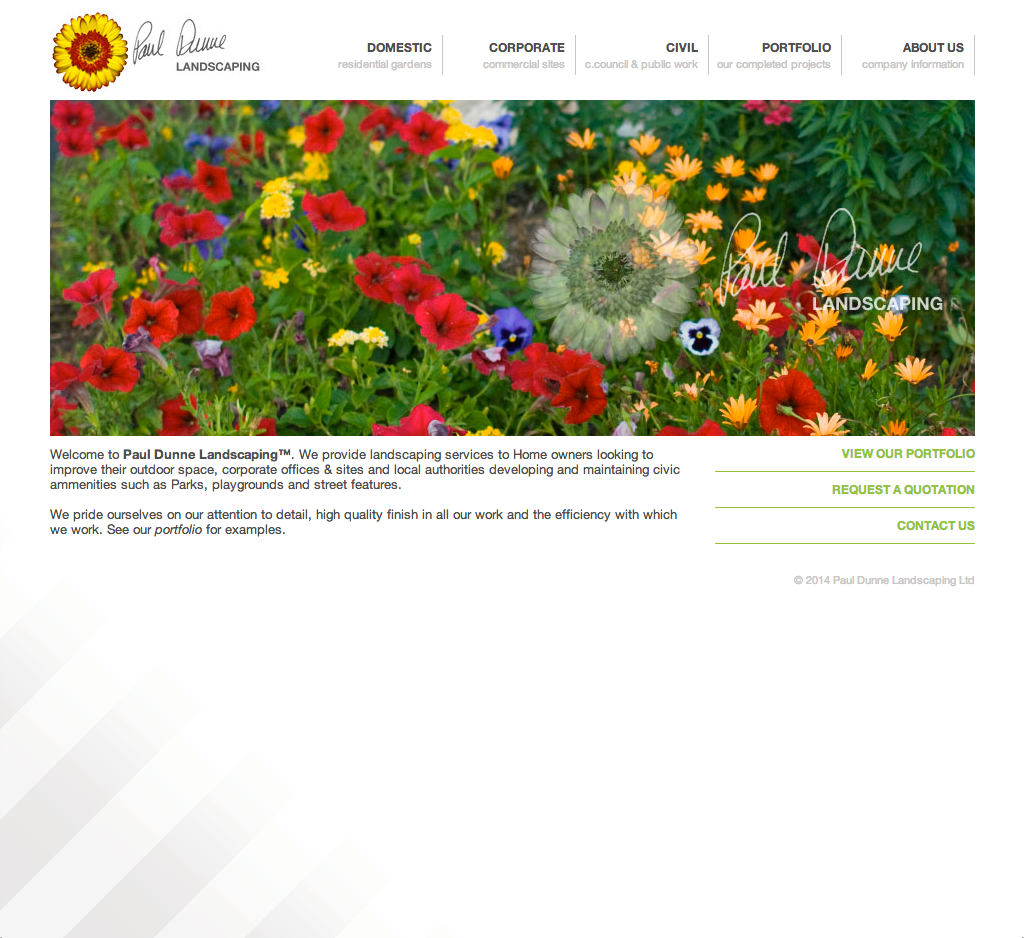 Paul Dunne
LANDSCAPING
DOMESTIC
residential gardens
CORPORATE
commercial sites
CIVIL
c.council & public work
PORTFOLIO
our completed projects
ABOUT US
company information
Paul Dunne
LANDSCAPING
Welcome to Paul Dunne Landscaping™. We provide landscaping services to Home owners looking to
improve their outdoor space, corporate offices & sites and local authorities developing and maintaining civic
ammenities such as Parks, playgrounds and street features.
We pride ourselves on our attention to detail, high quality finish in all our work and the efficiency with which
we work. See our portfolio for examples.
VIEW OUR PORTFOLIO
REQUEST A QUOTATION
CONTACT US
© 2014 Paul Dunne Landscaping Ltd